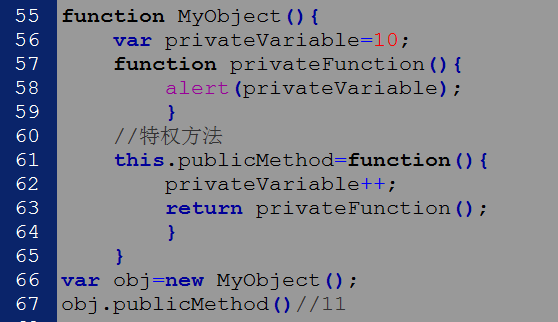 55 function MyObject(){
56     var privateVariable=10;
57     function privateFunction(){
58         alert(privateVariable);
59         }
60     //特权方法
61     this.publicMethod=function(){
62         privateVariable++;
63         return privateFunction();
64         }
65     }
66 var obj=new MyObject();
67 obj.publicMethod()//11